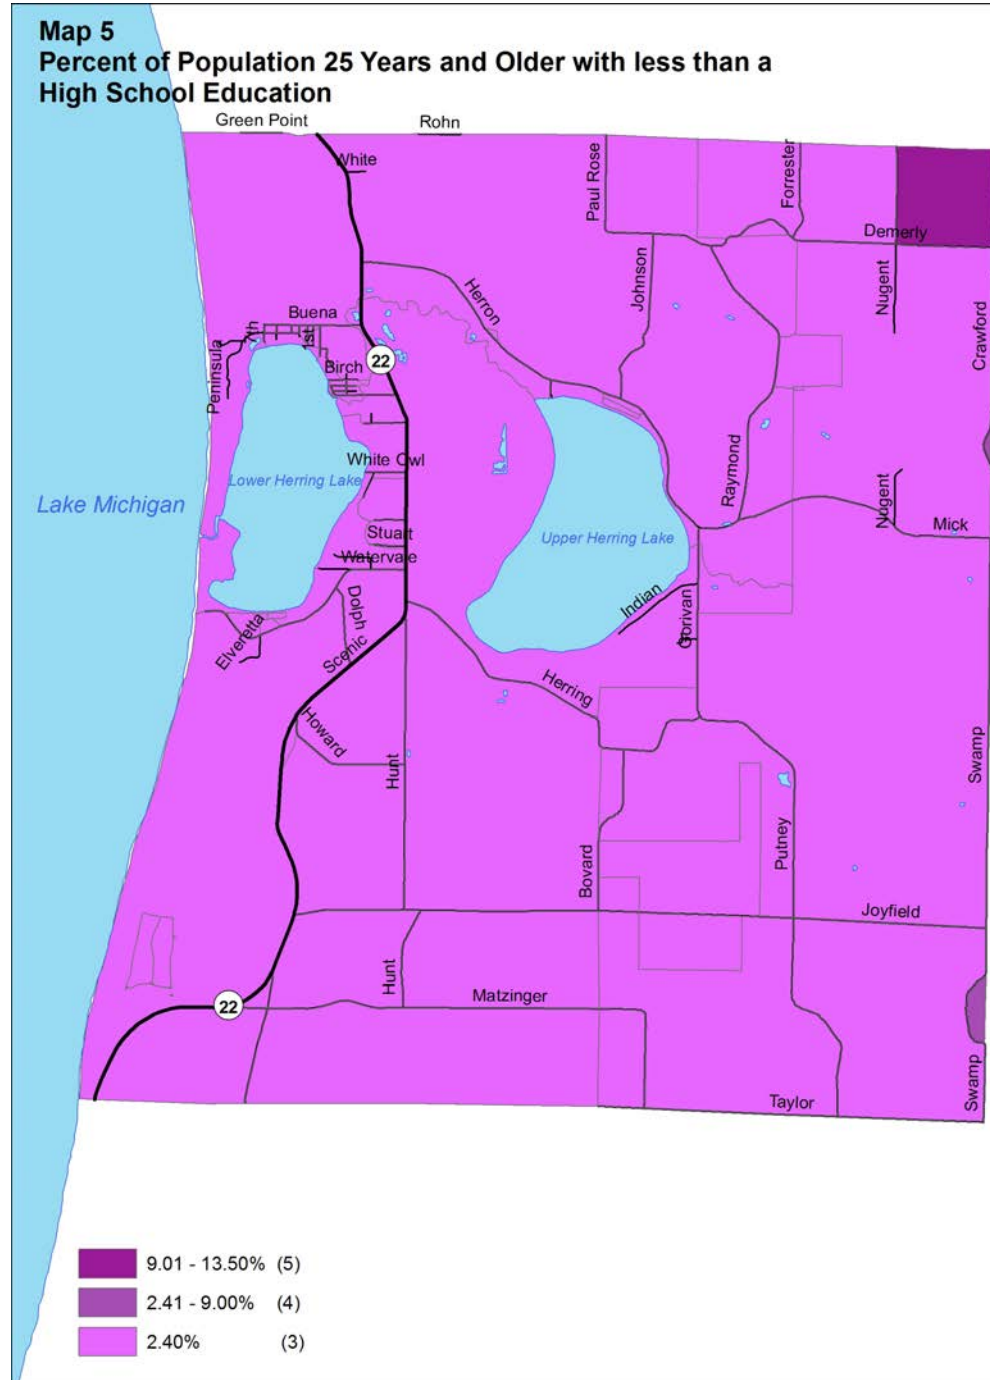 Map 5
Percent of Population 25 Years and Older with less than a
High School Education
Green Point
Rohn
White
Paul Rose
Forrester
Demerly
Herron
Johnson
Nugent
Crawford
Buena
7th
1st
Peninsula
Birch
22
Raymond
White Owl
Lower Herring Lake
Lake Michigan
Nugent
Mick
Stuart
Upper Herring Lake
Watervale
Dolph
Indian
Gorivan
Elveretta
Scenic
Herring
Howard
Hunt
Swamp
Putney
Bovard
Joyfield
Hunt
Matzinger
22
Swamp
Taylor
9.01 - 13.50% (5)
2.41 - 9.00% (4)
2.40% (3)